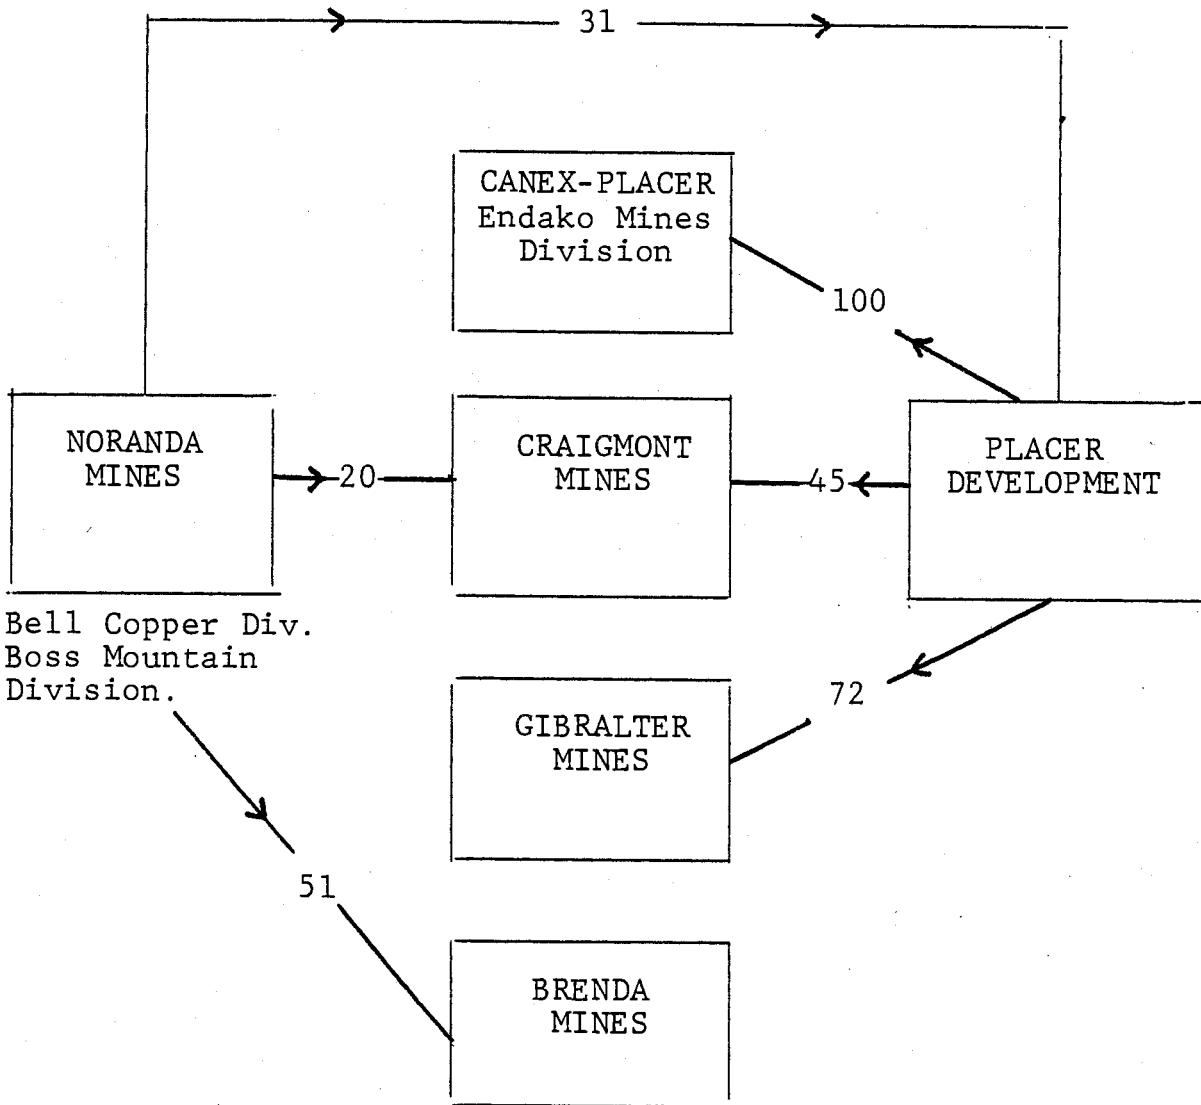 31
CANEX-PLACER
Endako Mines
Division
100
NORANDA
MINES
20
CRAIGMONT
MINES
45
PLACER
DEVELOPMENT
Bell Copper Div.
Boss Mountain
Division.
72
GIBRALTER
MINES
51
BRENDA
MINES